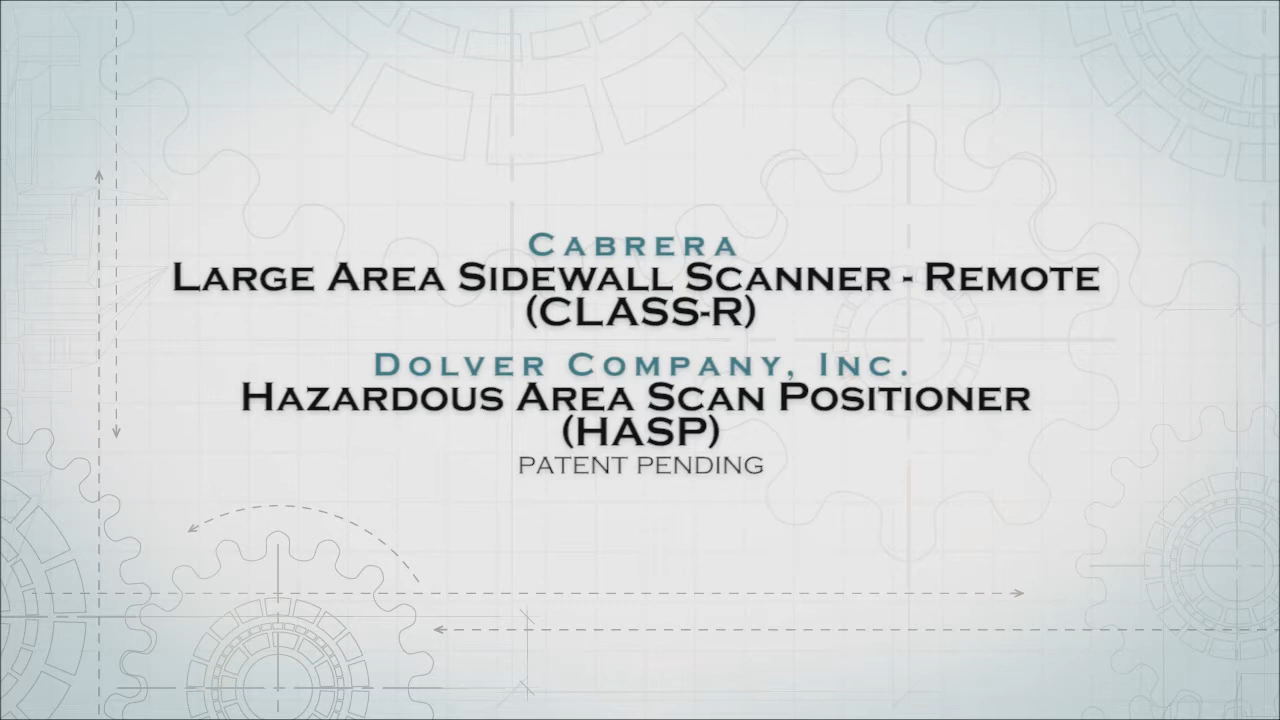 Cabrera
Large Area Sidewall Scanner - Remote
(CLASS-R)
Dolver Company, Inc.
Hazardous Area Scan Positioner
(HASP)
PATENT PENDING